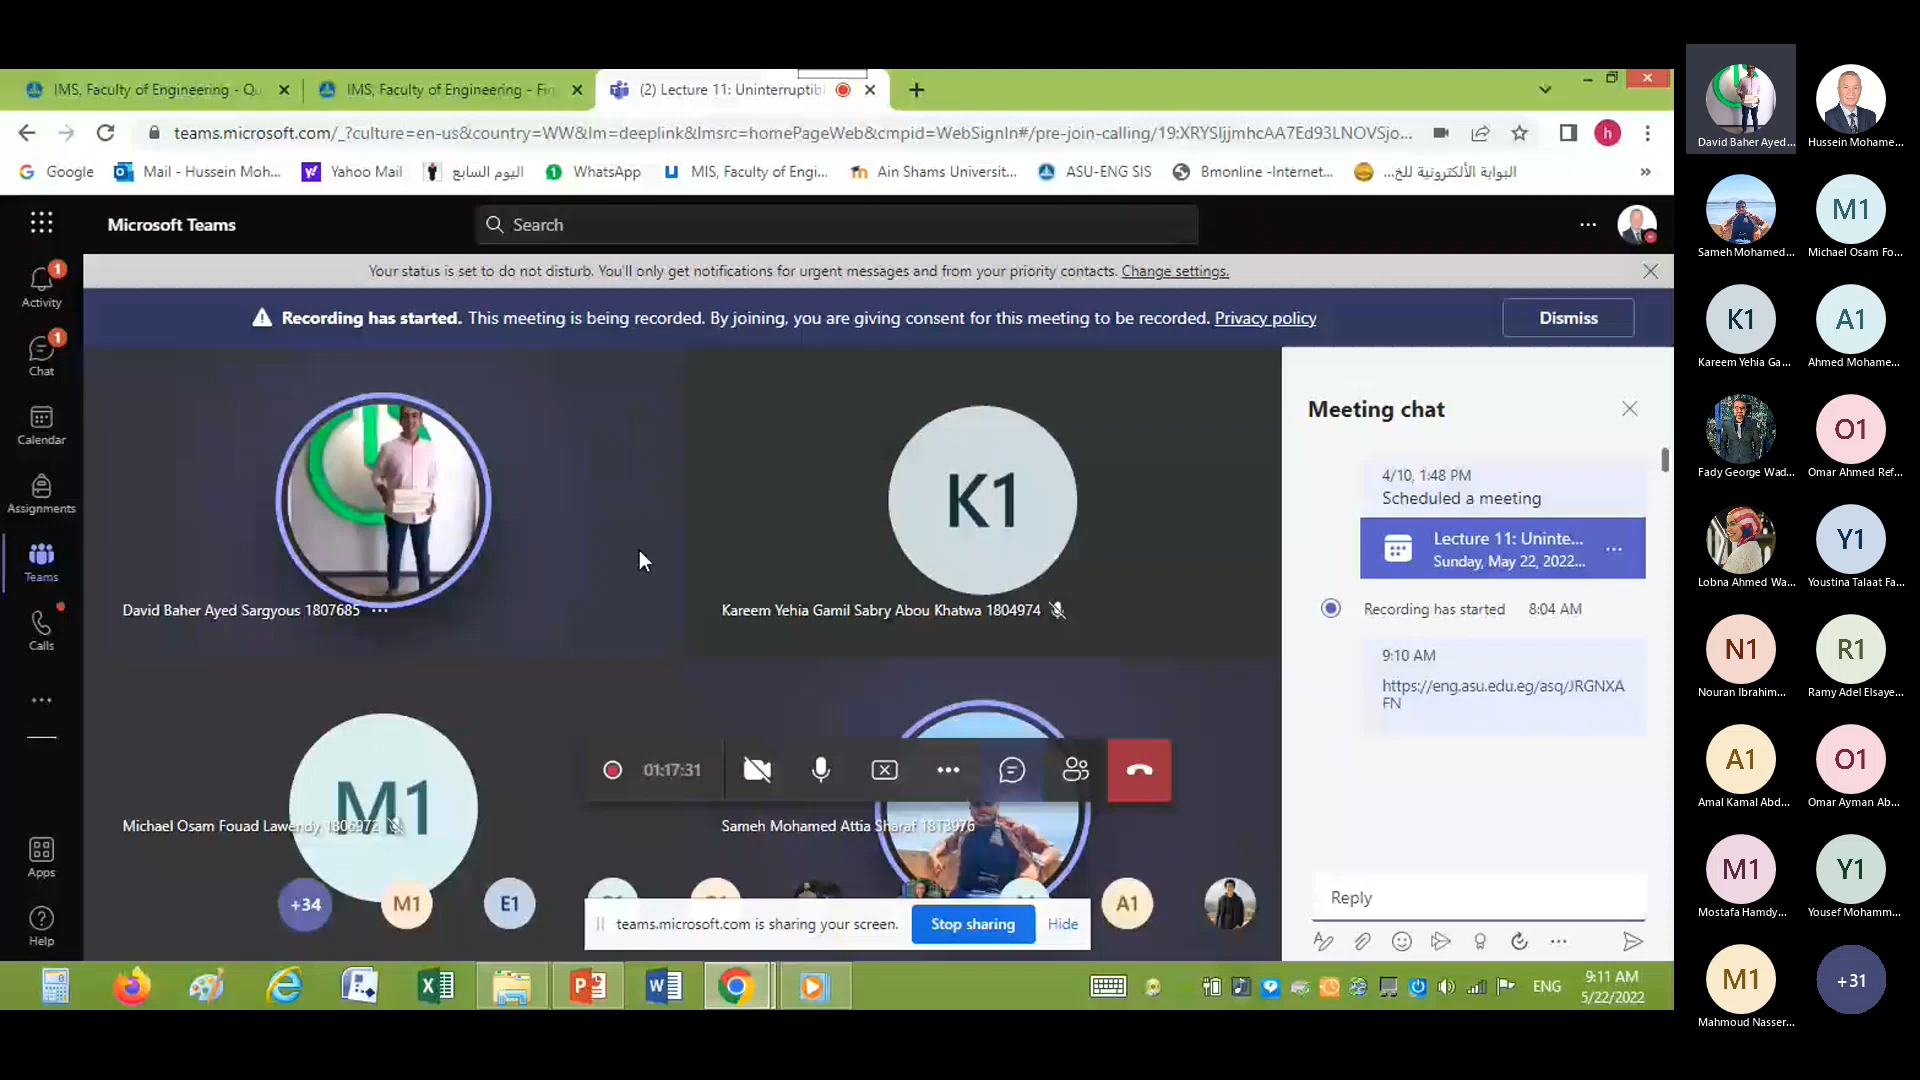 IMS, Faculty of Engineering - Qu
IMS, Faculty of Engineering - Fin
(2) Lecture 11: Uninterruptib
teams.microsoft.com/_?culture=en-us&country=WW&lm=deeplink&lmsrc=homePageWeb&cmpid=WebSignIn#/pre-join-calling/19:XRYSIjjmhcAA7Ed93LNOVSjo...
h
Google
Mail - Hussein Moh...
Yahoo Mail
اليوم السابع
WhatsApp
MIS, Faculty of Engi...
Ain Shams Universit...
ASU-ENG SIS
Bmonline -Internet...
البوابة الألكترونية للخ...
»
Microsoft Teams
Search
Your status is set to do not disturb. You'll only get notifications for urgent messages and from your priority contacts. Change settings.
Recording has started. This meeting is being recorded. By joining, you are giving consent for this meeting to be recorded. Privacy policy
Dismiss
1
Activity
1
Chat
Calendar
Assignments
Teams
Calls
Apps
Help
David Baher Ayed Sargyous 1807685 ...
K1
Kareem Yehia Gamil Sabry Abou Khatwa 1804974
M1
Michael Osam Fouad Lawendy 1806972
Sameh Mohamed Attia Sharaf 18T3976
01:17:31
+34
M1
E1
A1
teams.microsoft.com is sharing your screen.
Stop sharing
Hide
Meeting chat
4/10, 1:48 PM
Scheduled a meeting
Lecture 11: Uninte...
Sunday, May 22, 2022...
Recording has started 8:04 AM
9:10 AM
https://eng.asu.edu.eg/asq/JRGNXA
FN
Reply
ENG
9:11 AM
5/22/2022
David Baher Ayed...
Hussein Mohame...
Sameh Mohamed...
M1
Michael Osam Fo...
K1
Kareem Yehia Ga...
A1
Ahmed Mohame...
Fady George Wad...
O1
Omar Ahmed Ref...
Lobna Ahmed Wa...
Y1
Youstina Talaat Fa...
N1
Nouran Ibrahim...
R1
Ramy Adel Elsaye...
A1
Amal Kamal Abd...
O1
Omar Ayman Ab...
M1
Mostafa Hamdy...
Y1
Yousef Mohamm...
M1
Mahmoud Nasser...
+31